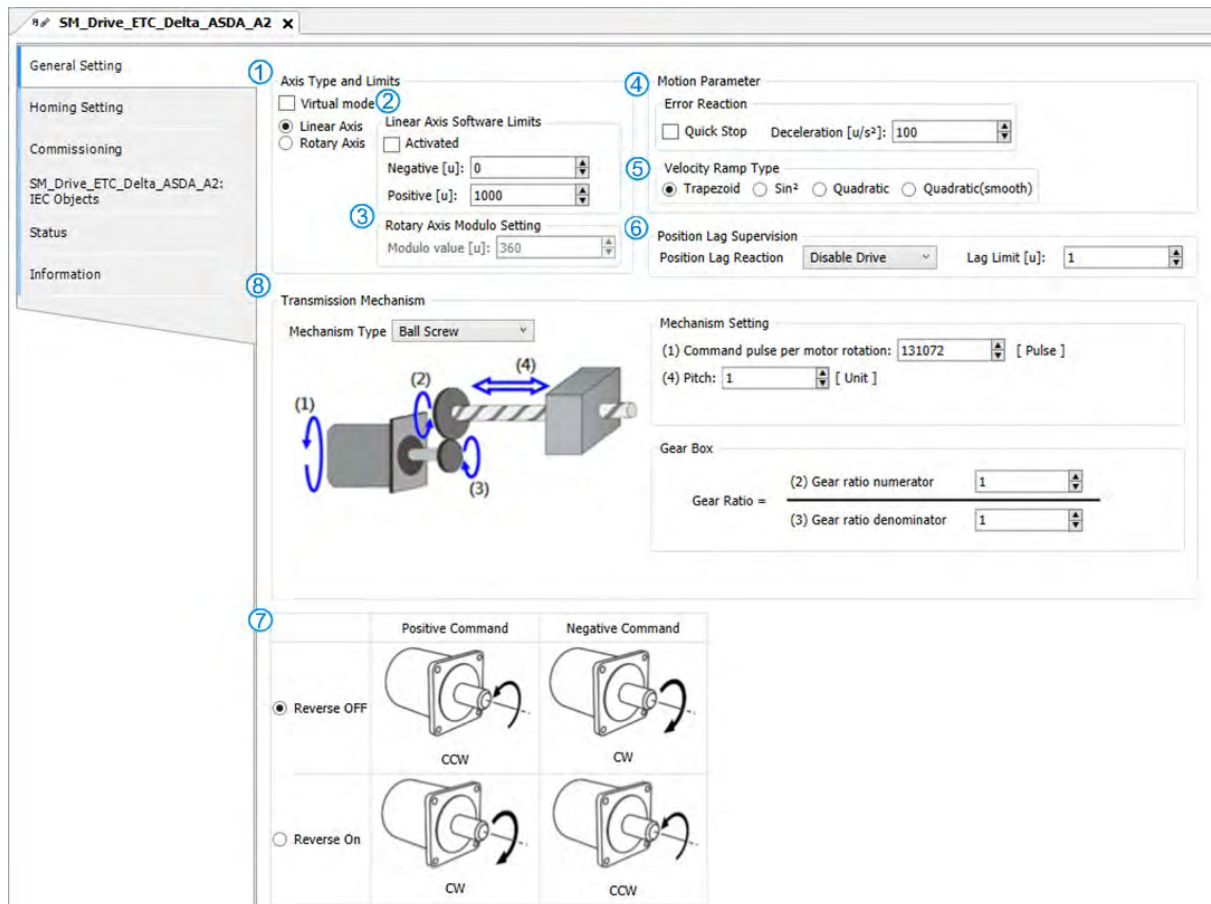 SM_Drive_ETC_Delta_ASDA_A2 X
General Setting
Homing Setting
Commissioning
SM_Drive_ETC_Delta_ASDA_A2:
IEC Objects
Status
Information
① Axis Type and Limits
Virtual mode
Linear Axis
Rotary Axis
② Linear Axis Software Limits
Activated
Negative [u]: 0
Positive [u]: 1000
③ Rotary Axis Modulo Setting
Modulo value [u]: 360
④ Motion Parameter
Error Reaction
Quick Stop Deceleration [u/s²]: 100
⑤ Velocity Ramp Type
Trapezoid Sin² Quadratic Quadratic(smooth)
⑥ Position Lag Supervision
Position Lag Reaction Disable Drive Lag Limit [u]: 1
⑧ Transmission Mechanism
Mechanism Type Ball Screw
(1)
(2)
(4)
(3)
Mechanism Setting
(1) Command pulse per motor rotation: 131072 [ Pulse ]
(4) Pitch: 1 [ Unit ]
Gear Box
Gear Ratio =
(2) Gear ratio numerator 1
(3) Gear ratio denominator 1
⑦
Positive Command Negative Command
Reverse OFF
CCW CW
Reverse On
CW CCW